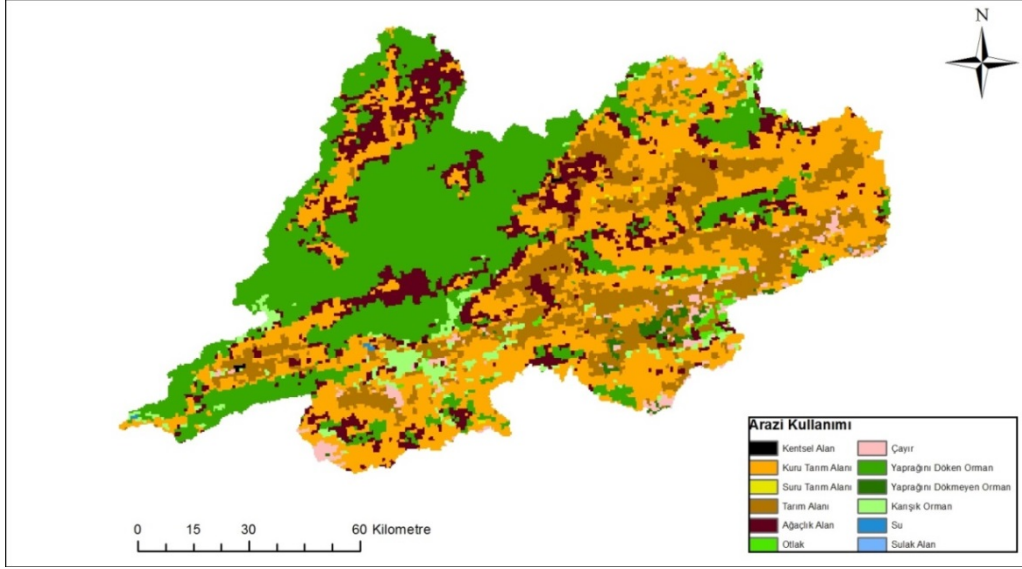 N
Arazi Kullanımı
Kentsel Alan
Çayır
Kuru Tarım Alanı
Yaprağını Döken Orman
Suru Tarım Alanı
Yaprağını Dökmeyen Orman
Tarım Alanı
Karışık Orman
Ağaçlık Alan
Su
Otlak
Sulak Alan
0 15 30 60 Kilometre